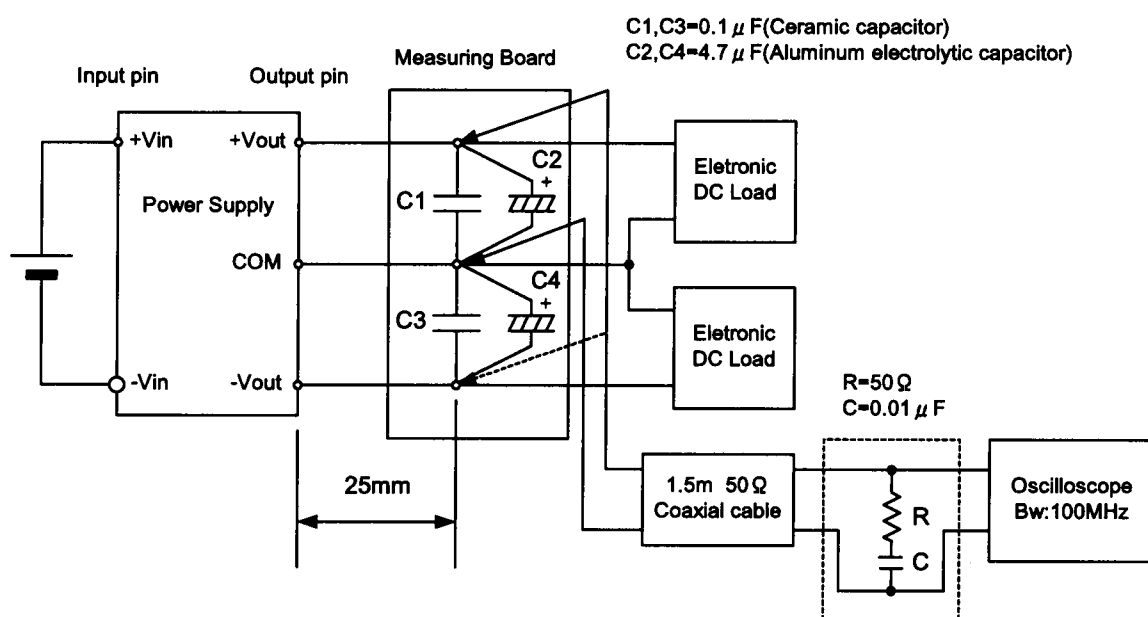 C1,C3=0.1 μ F(Ceramic capacitor)
C2,C4=4.7 μ F(Aluminum electrolytic capacitor)
Measuring Board
Input pin
Output pin
+Vin
+Vout
C2
+
Eletronic
DC Load
C1
Power Supply
COM
C4
+
C3
Eletronic
DC Load
-Vin
-Vout
R=50Ω
C=0.01 μ F
25mm
1.5m 50Ω
Coaxial cable
R
C
Oscilloscope
Bw:100MHz